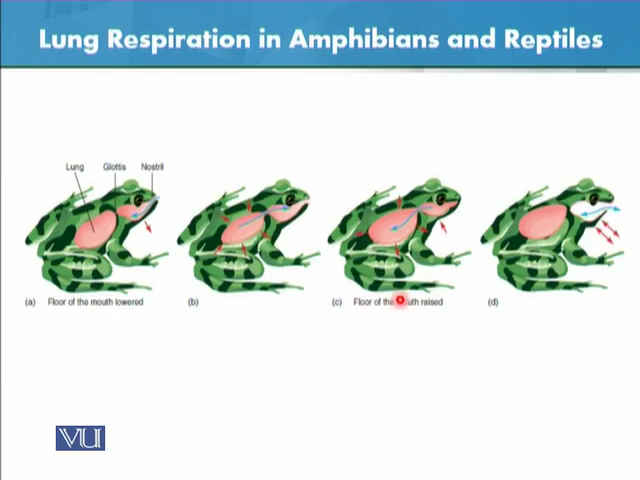 Lung Respiration in Amphibians and Reptiles
Lung Glottis Nostril
(a) Floor of the mouth lowered
(b)
(c) Floor of the uth raised
(d)
VU